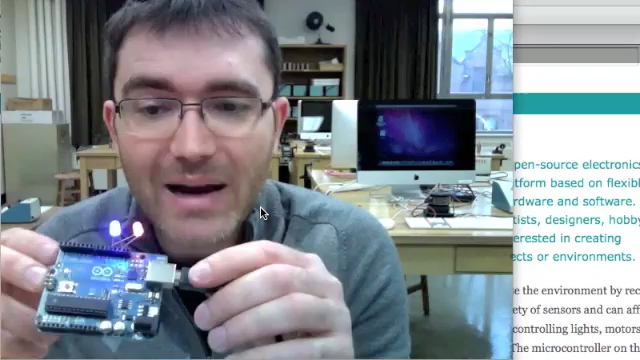 pen-source electronics
tform based on flexibl
rdware and software.
tists, designers, hobby
erested in creating
ects or environments.
e the environment by rec
ety of sensors and can aff
controlling lights, motors
The microcontroller on th